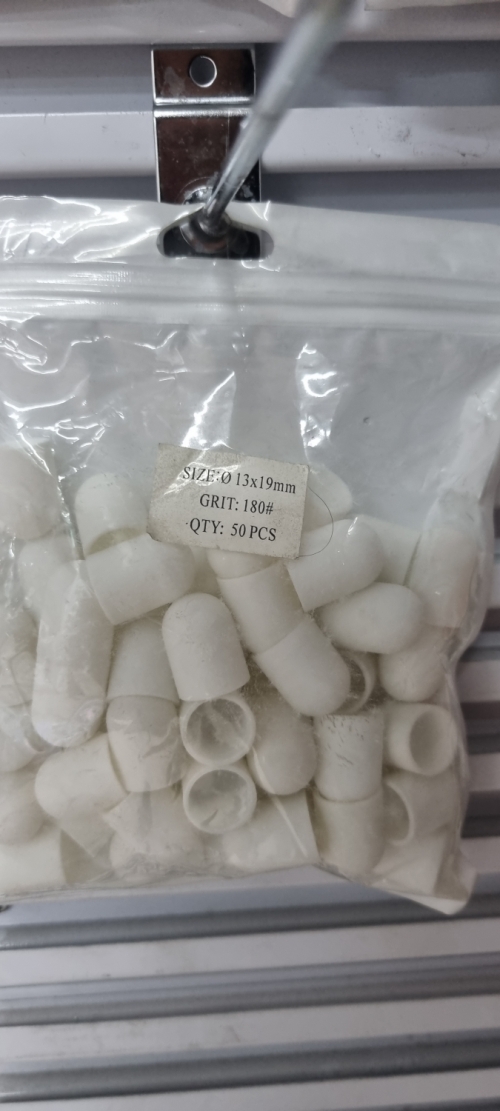 SIZE:Ø 13x19mm
GRIT: 180#
QTY: 50 PCS